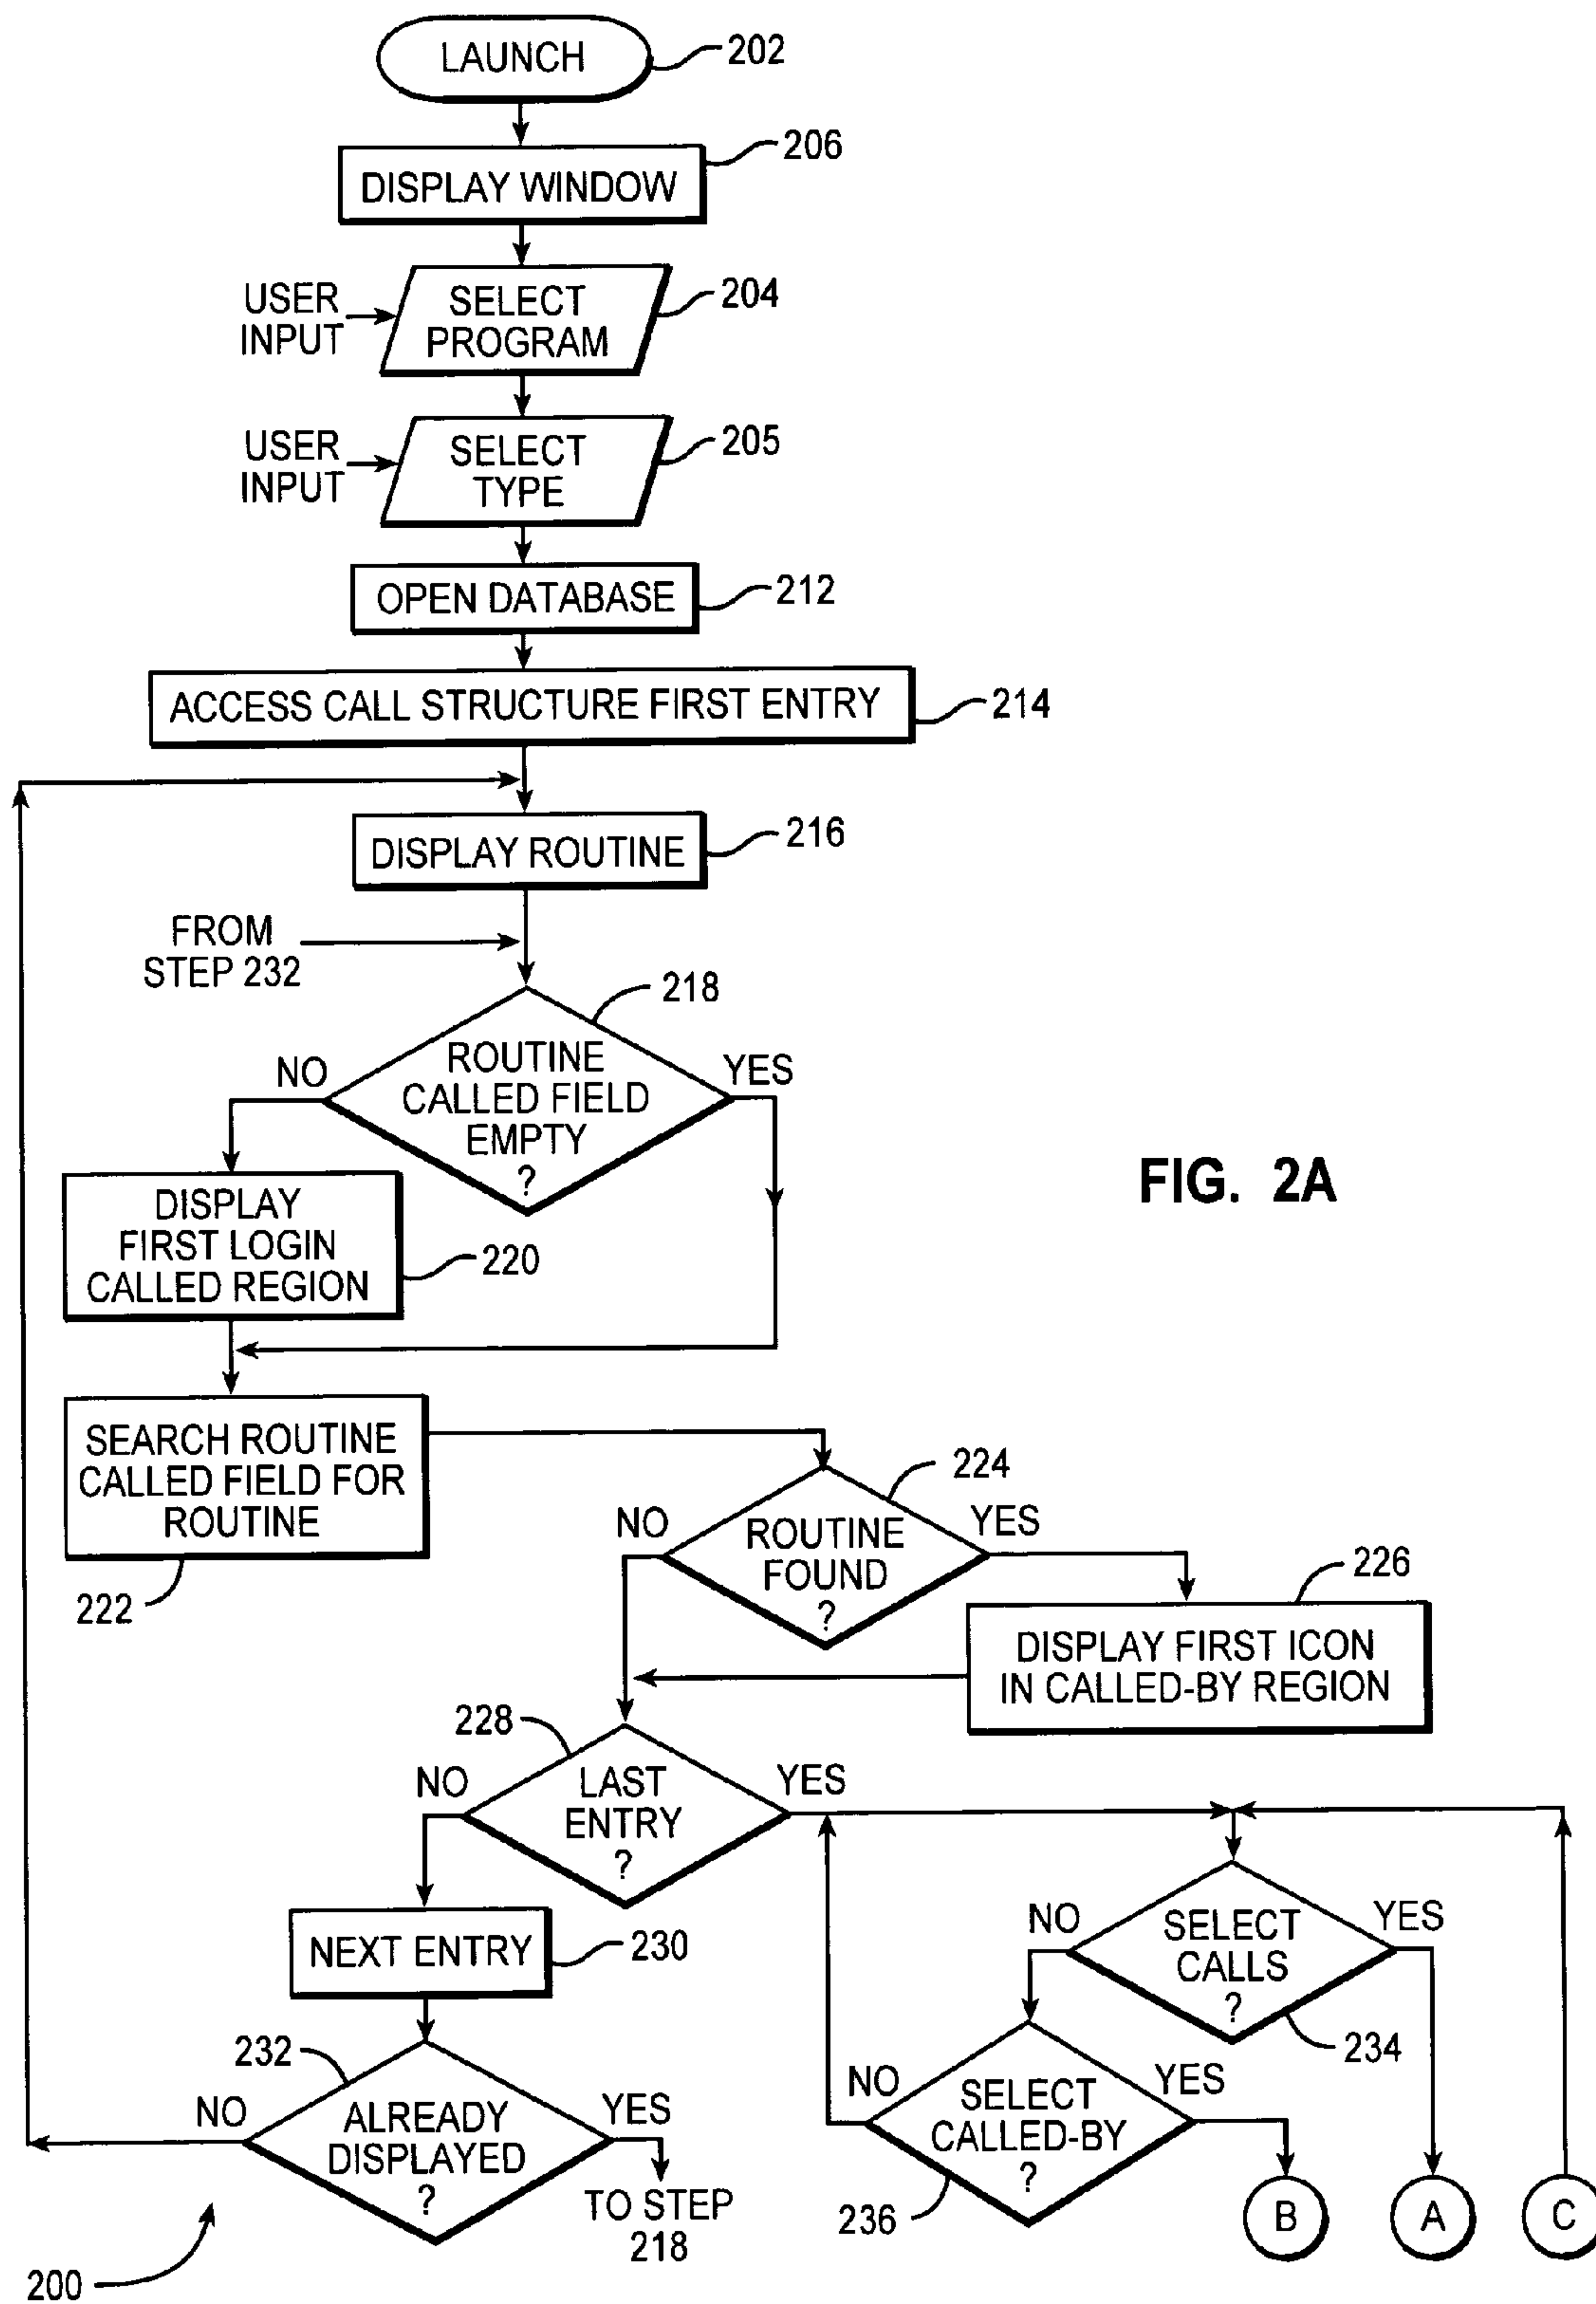 LAUNCH
202
206
DISPLAY WINDOW
USER
INPUT
SELECT
PROGRAM
204
USER
INPUT
SELECT
TYPE
205
OPEN DATABASE
212
ACCESS CALL STRUCTURE FIRST ENTRY
214
DISPLAY ROUTINE
216
FROM
STEP 232
218
NO
ROUTINE
CALLED FIELD
EMPTY
?
YES
FIG. 2A
DISPLAY
FIRST LOGIN
CALLED REGION
220
SEARCH ROUTINE
CALLED FIELD FOR
ROUTINE
222
224
NO
ROUTINE
FOUND
?
YES
226
DISPLAY FIRST ICON
IN CALLED-BY REGION
228
NO
LAST
ENTRY
?
YES
NEXT ENTRY
230
NO
SELECT
CALLS
?
YES
234
232
NO
ALREADY
DISPLAYED
?
YES
TO STEP
218
NO
SELECT
CALLED-BY
?
YES
236
B
A
C
200